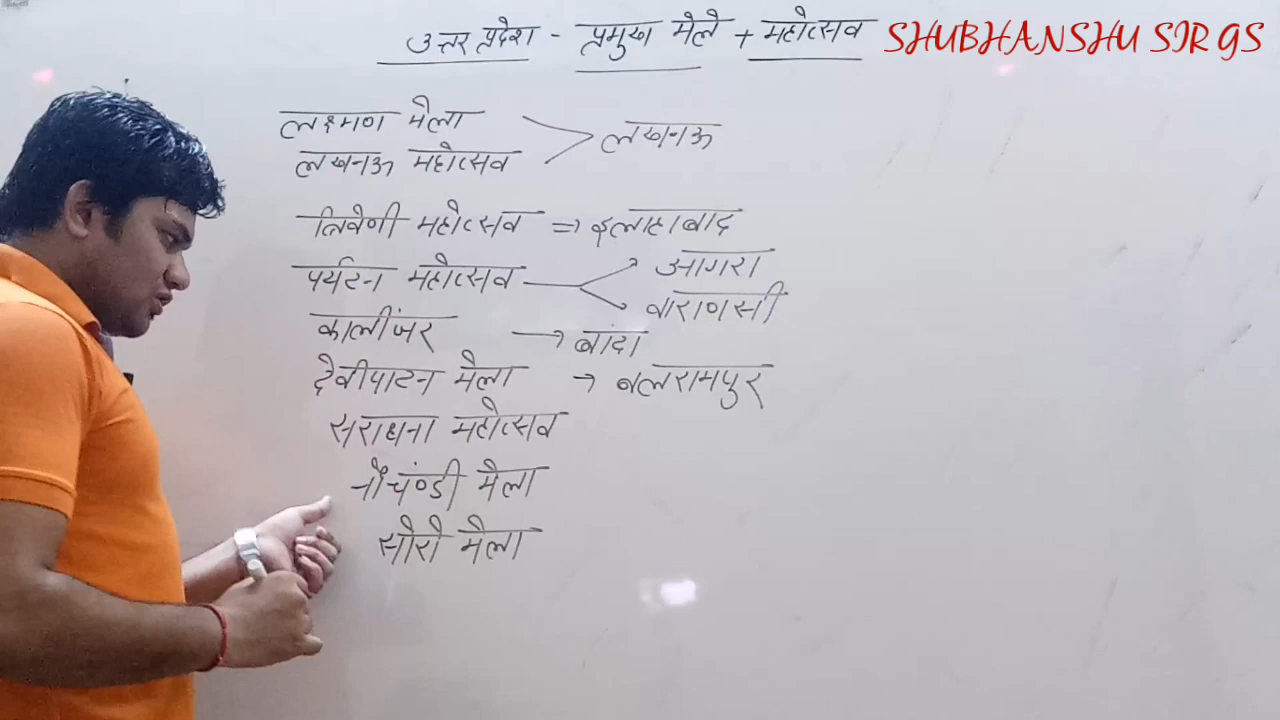 उत्तर प्रदेश - प्रमुख मेले + महोत्सव SHUBHANSHU SIR GS
लक्ष्मण मेला
लखनऊ महोत्सव > लखनऊ
त्रिवेणी महोत्सव => इलाहाबाद
पर्यटन महोत्सव < आगरा
वाराणसी
कालींजर → बांदा
देवीपाटन मेला → बलरामपुर
सराधना महोत्सव
नौचंण्डी मेला
सोरो मेला